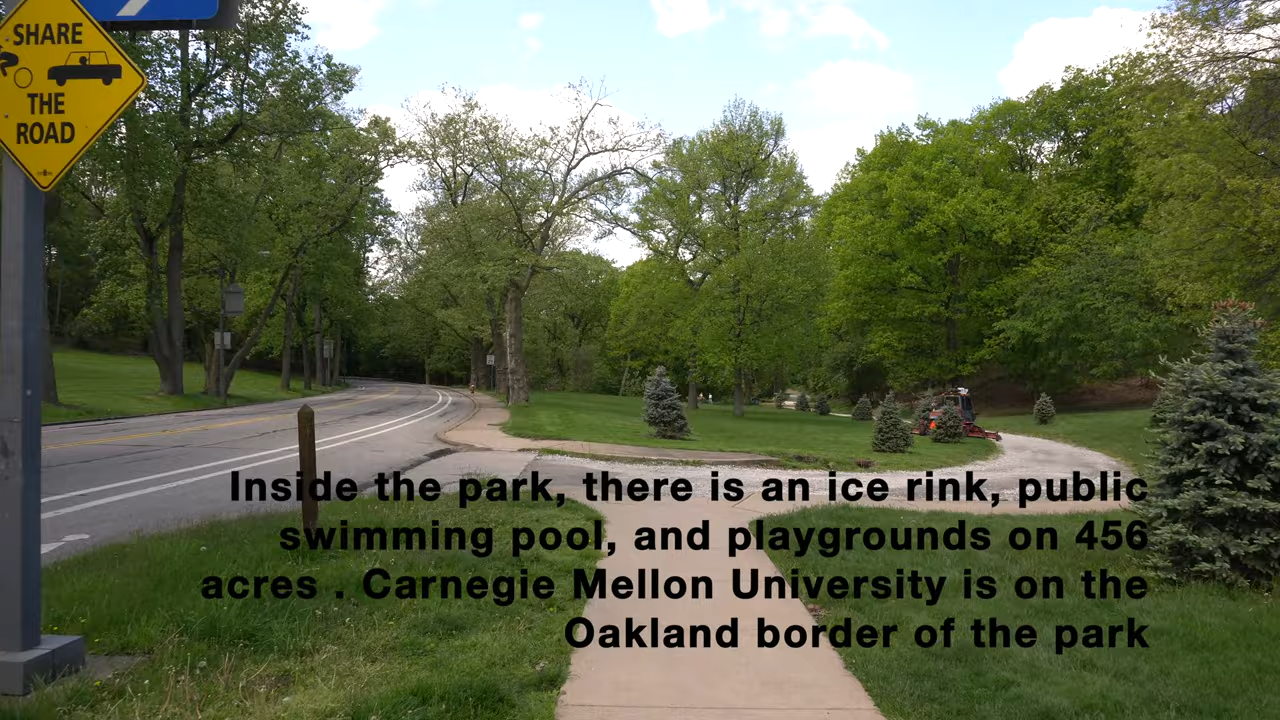 SHARE
THE
ROAD
Inside the park, there is an ice rink, public
swimming pool, and playgrounds on 456
acres . Carnegie Mellon University is on the
Oakland border of the park